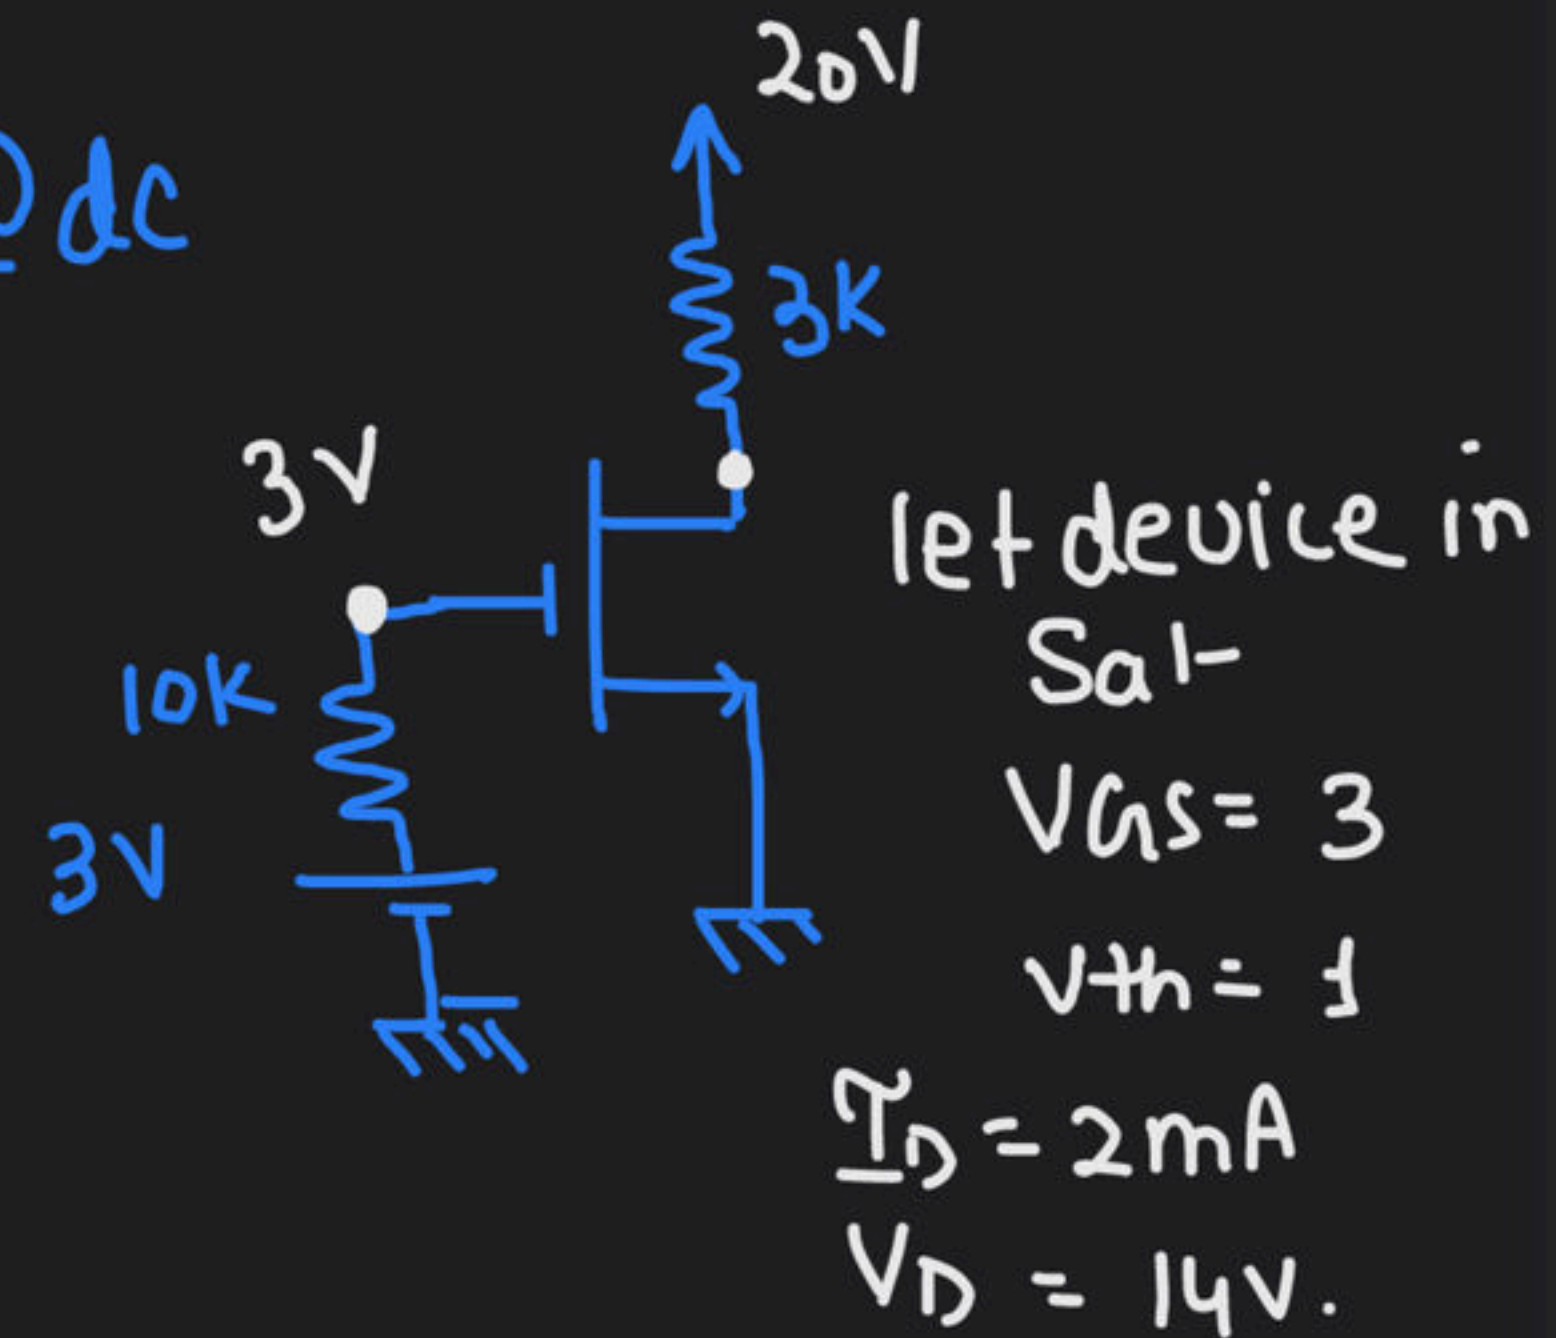 20V
dc
3K
3V
let device in
Sat
10K
VGS= 3
3V
Vth = 1
ID = 2mA
VD = 14V.